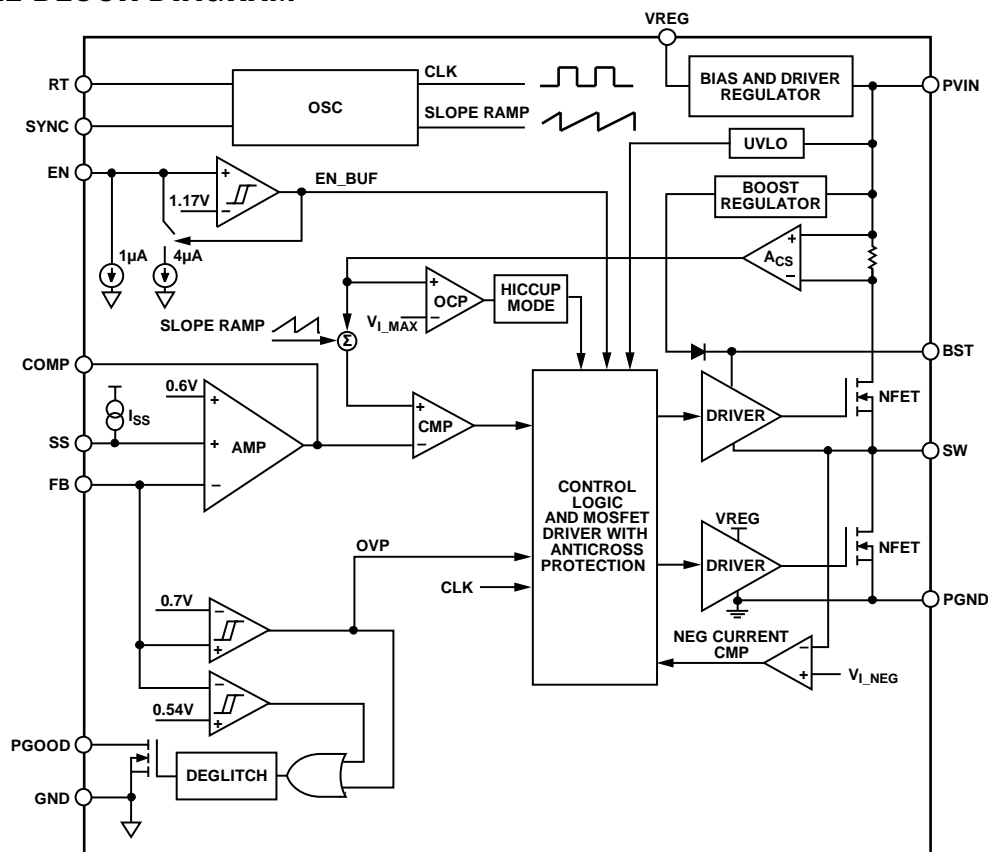 VREG
RT
OSC
CLK
SLOPE RAMP
SYNC
BIAS AND DRIVER
REGULATOR
PVIN
UVLO
EN
EN_BUF
1.17V
BOOST
REGULATOR
1µA
4µA
ACS
OCP
HICCUP
MODE
VI_MAX
SLOPE RAMP
Σ
COMP
BST
0.6V
ISS
AMP
CMP
DRIVER
NFET
SS
SW
FB
CONTROL
LOGIC
AND MOSFET
DRIVER WITH
ANTICROSS
PROTECTION
VREG
DRIVER
NFET
OVP
CLK
PGND
0.7V
NEG CURRENT
CMP
VI_NEG
0.54V
PGOOD
DEGLITCH
GND